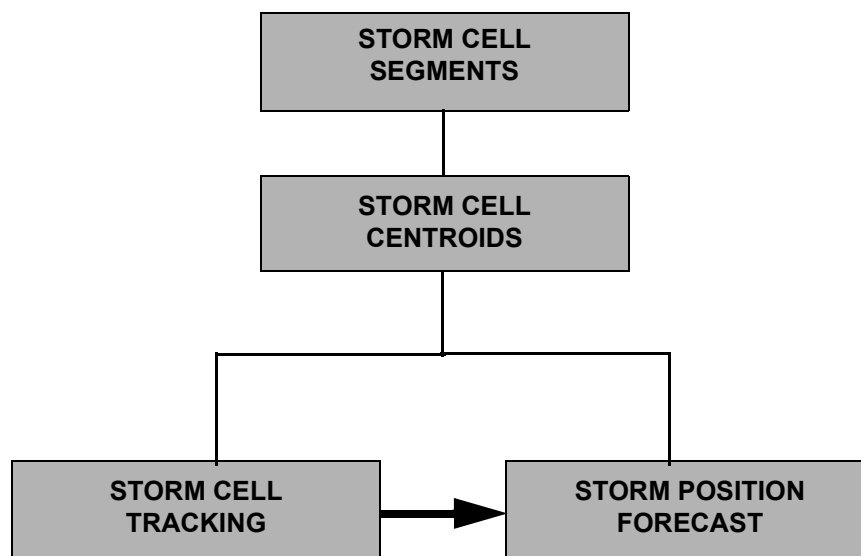 STORM CELL
SEGMENTS
STORM CELL
CENTROIDS
STORM CELL
TRACKING
STORM POSITION
FORECAST